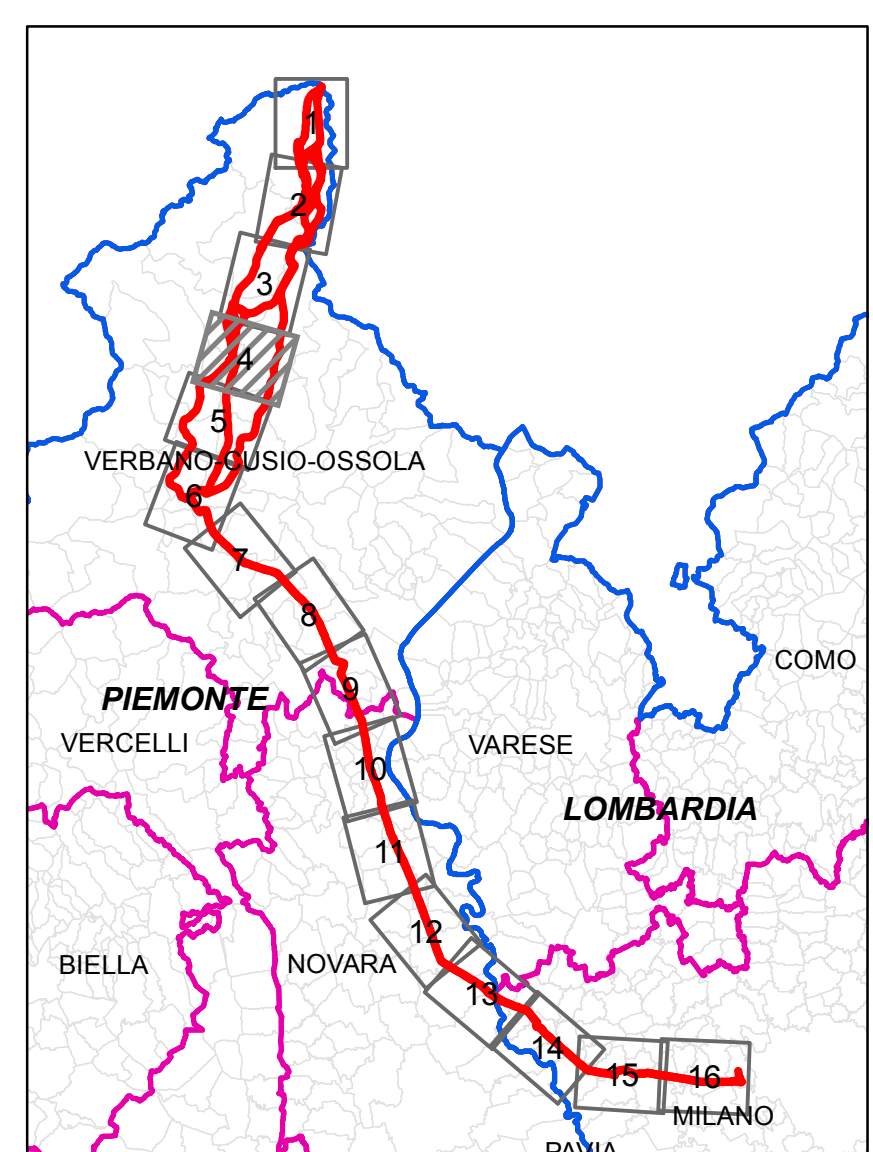 1
2
3
4
5
VERBANO-CUSIO-OSSOLA
6
7
8
COMO
9
PIEMONTE
VERCELLI
VARESE
10
LOMBARDIA
11
12
BIELLA
NOVARA
13
14
15
16
MILANO
PAVIA